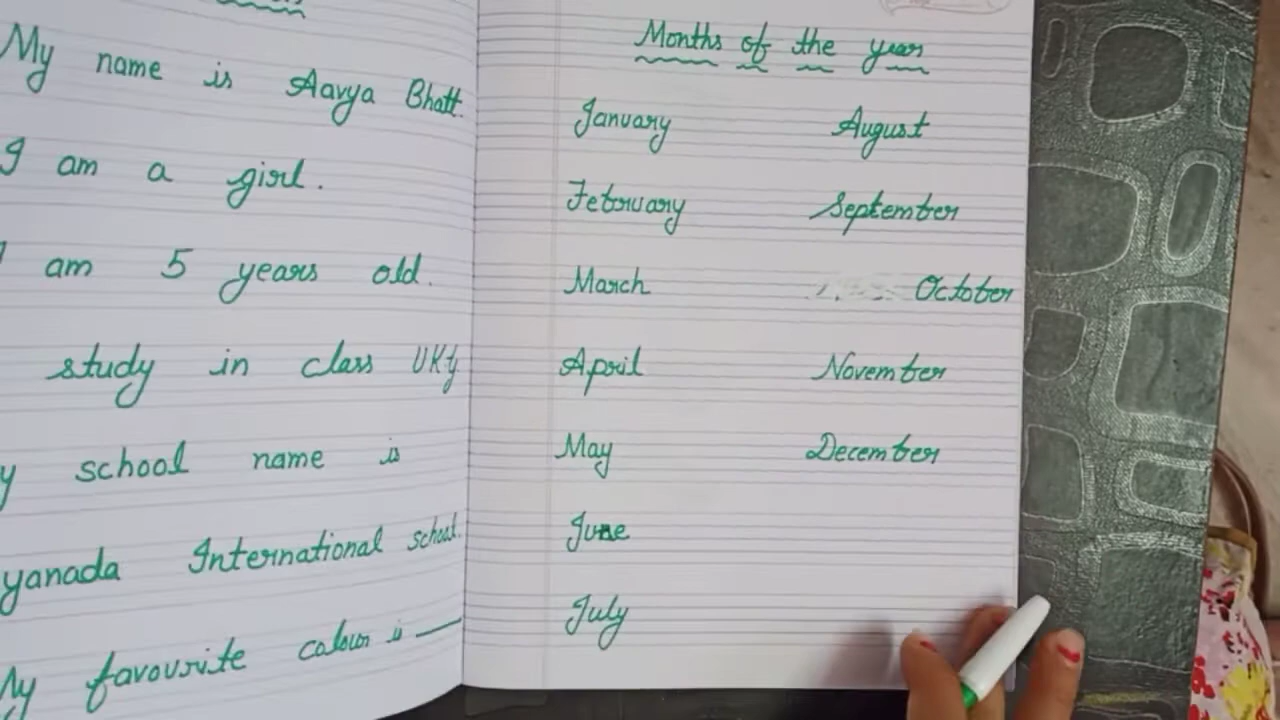 My name is Aavya Bhatt.
I am a girl.
I am 5 years old.
study in class UKG
school name is
yanada International school.
My favourite colour is
Months of the year
January
February
March
April
May
June
July
August
September
October
November
December